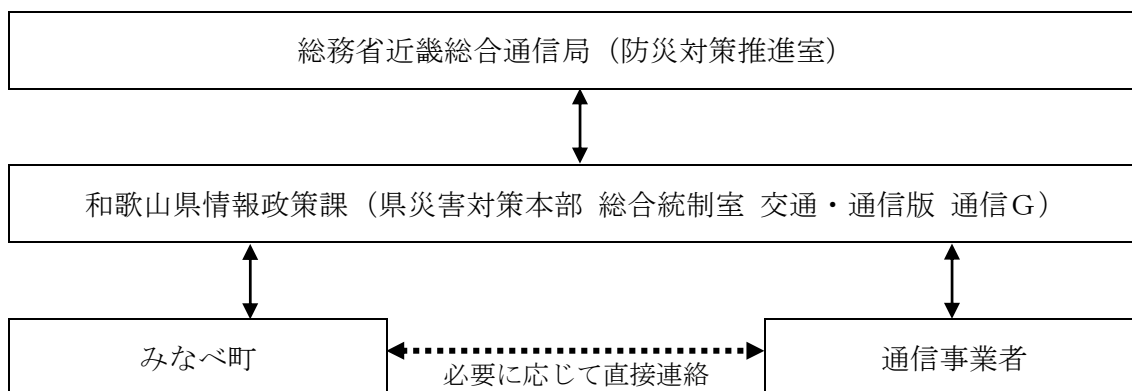 総務省近畿総合通信局（防災対策推進室）
和歌山県情報政策課（県災害対策本部 総合統制室 交通・通信版 通信Ｇ）
みなべ町
通信事業者
必要に応じて直接連絡